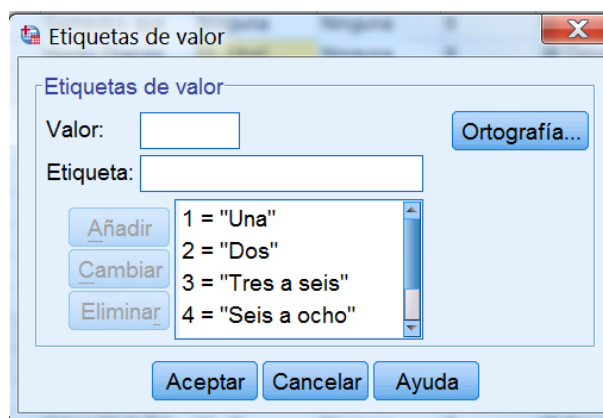 Etiquetas de valor
Etiquetas de valor
Valor:
Ortografía...
Etiqueta:
Añadir
Cambiar
Eliminar
1 = "Una"
2 = "Dos"
3 = "Tres a seis"
4 = "Seis a ocho"
Aceptar
Cancelar
Ayuda